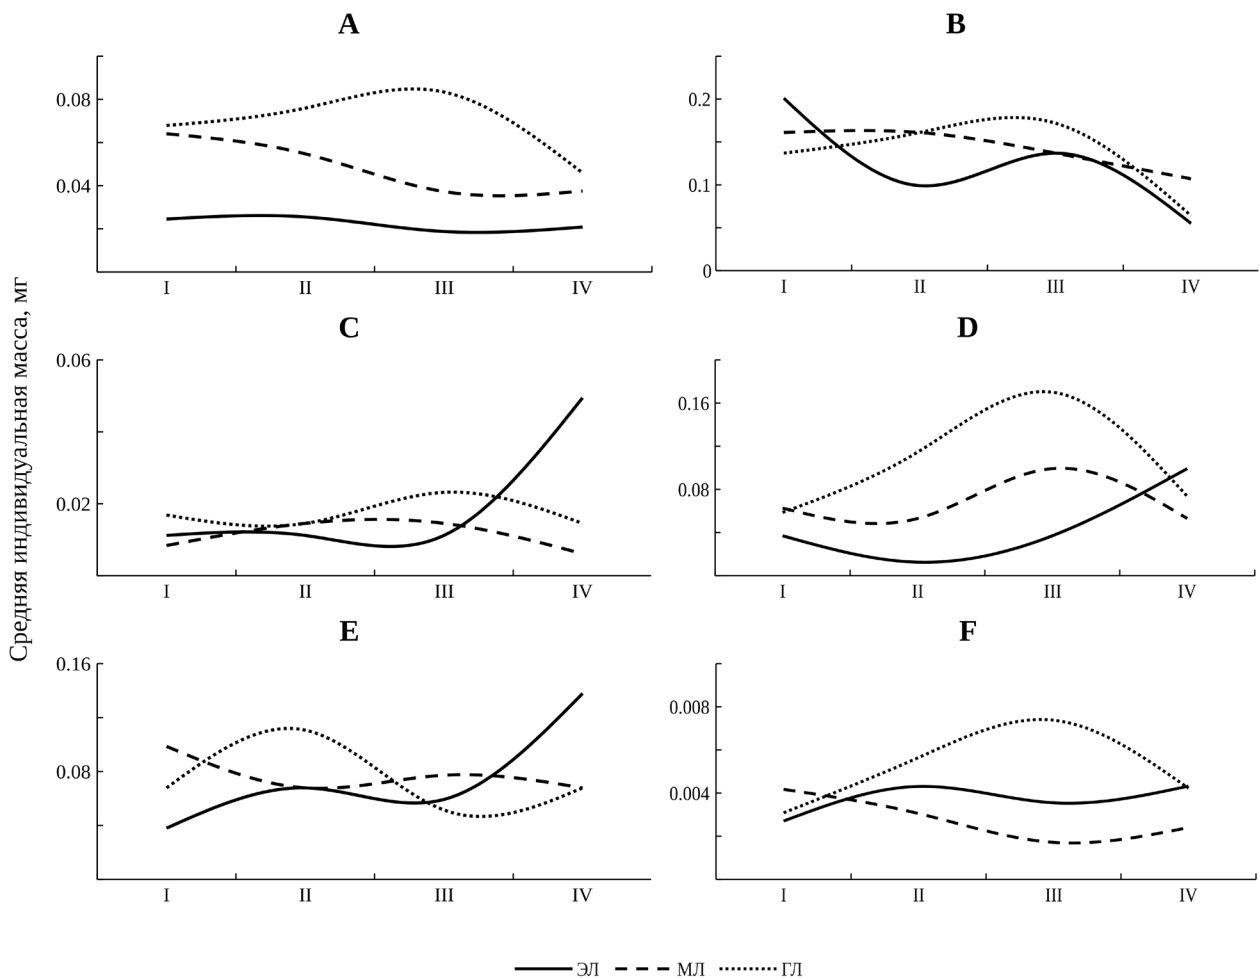 A
B
0.08
0.04
I II III IV
0.2
0.1
0
I II III IV
Средняя индивидуальная масса, мг
C
D
0.06
0.02
I II III IV
0.16
0.08
I II III IV
E
F
0.16
0.08
I II III IV
0.008
0.004
I II III IV
ЭЛ МЛ ГЛ